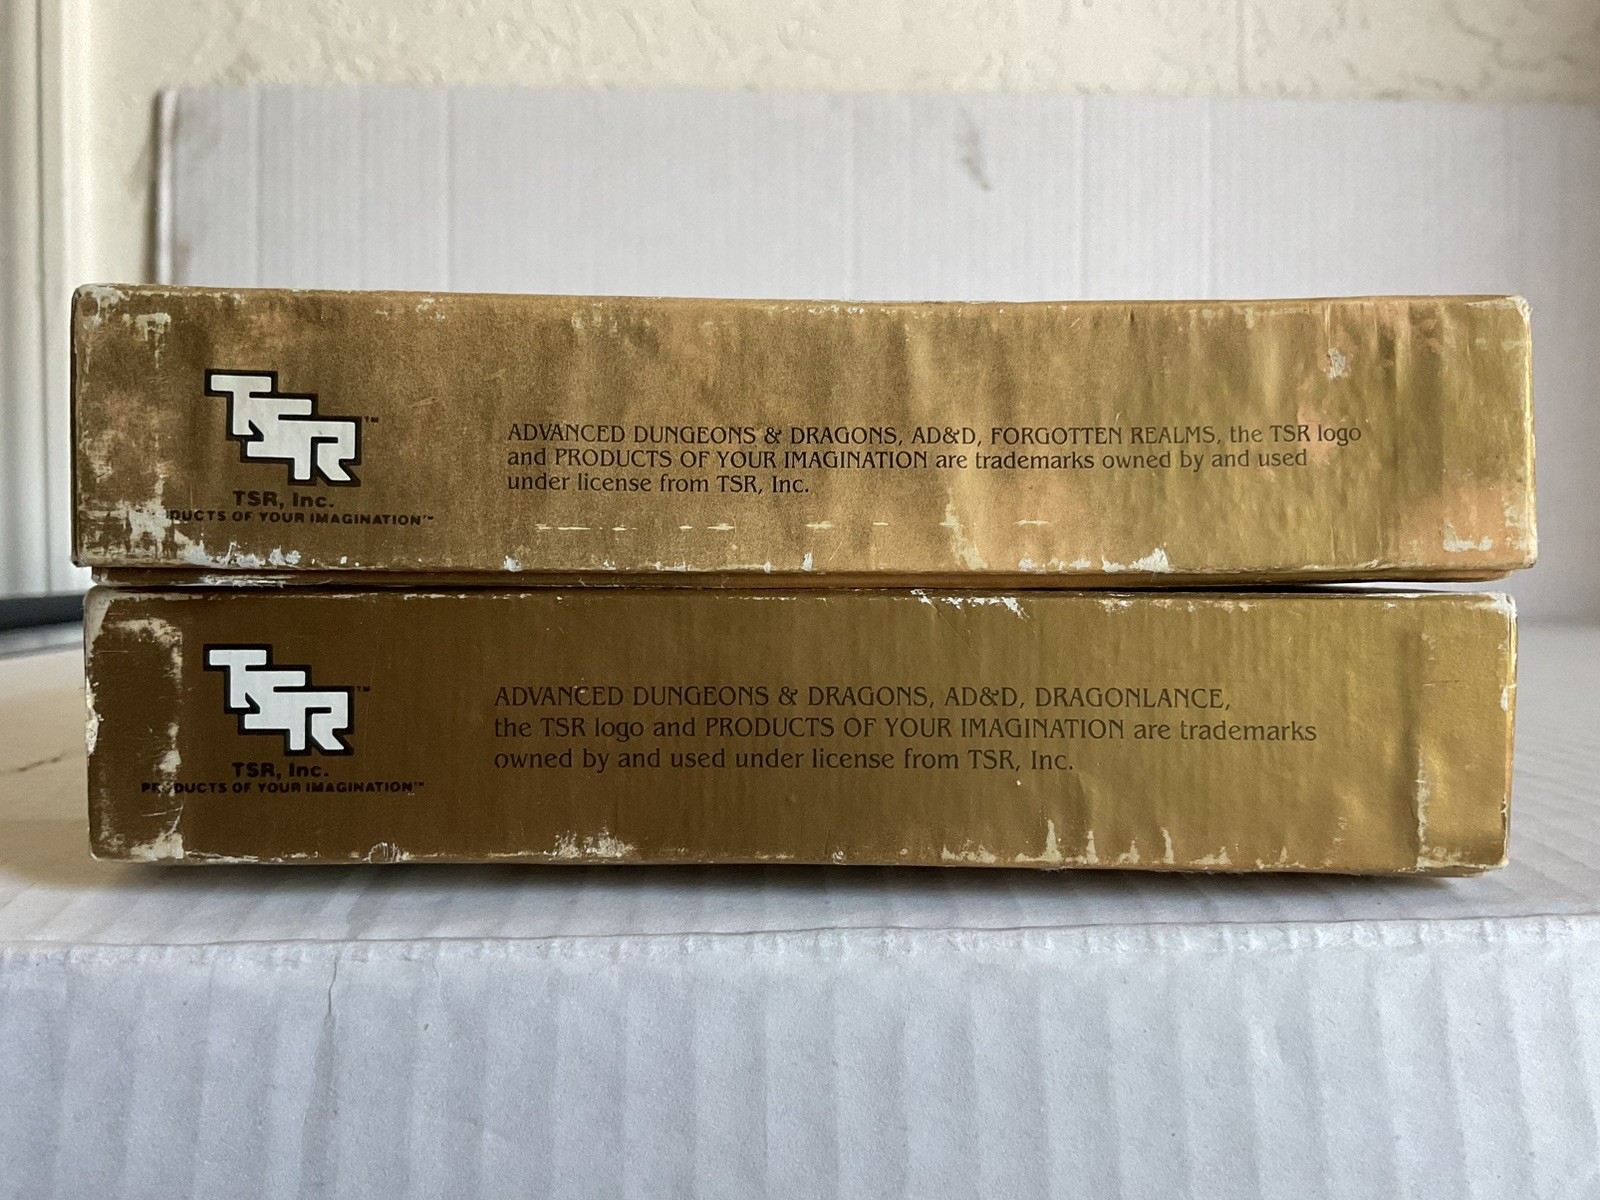 TSR™
TSR, Inc.
DUCTS OF YOUR IMAGINATION™
ADVANCED DUNGEONS & DRAGONS, AD&D, FORGOTTEN REALMS, the TSR logo
and PRODUCTS OF YOUR IMAGINATION are trademarks owned by and used
under license from TSR, Inc.
TSR™
TSR, Inc.
PRODUCTS OF YOUR IMAGINATION™
ADVANCED DUNGEONS & DRAGONS, AD&D, DRAGONLANCE,
the TSR logo and PRODUCTS OF YOUR IMAGINATION are trademarks
owned by and used under license from TSR, Inc.